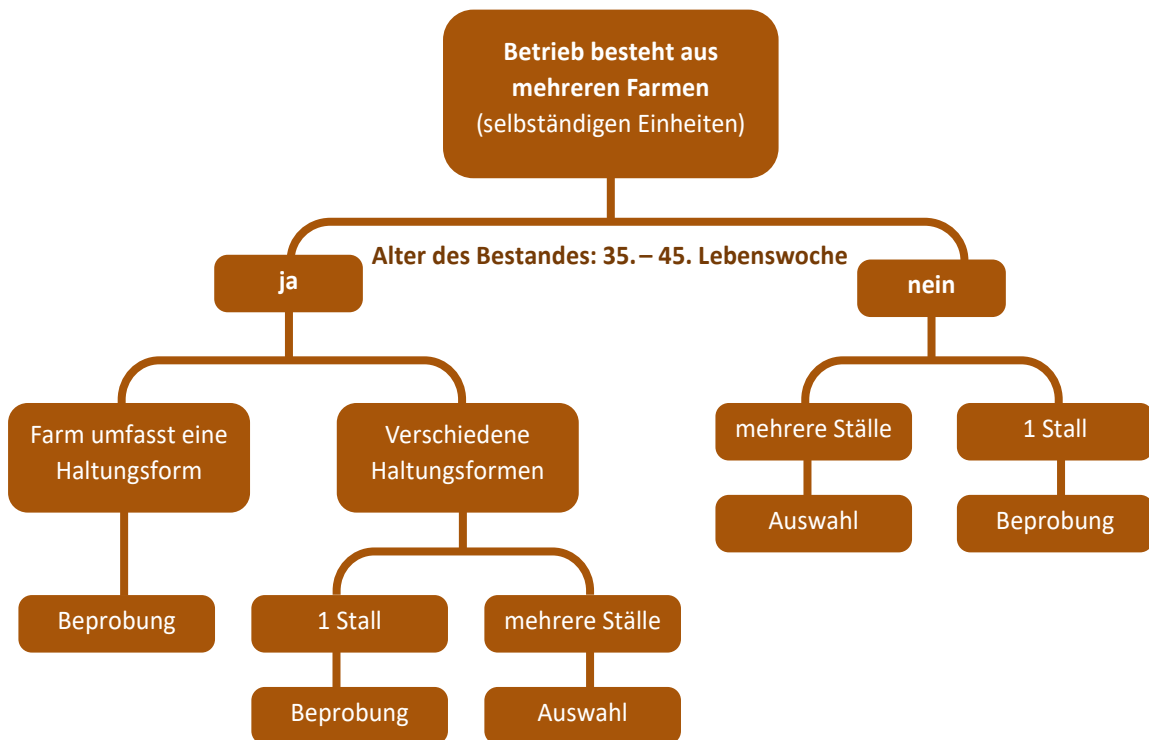 Betrieb besteht aus
mehreren Farmen
(selbständigen Einheiten)
Alter des Bestandes: 35. – 45. Lebenswoche
ja
nein
Farm umfasst eine
Haltungsform
Verschiedene
Haltungsformen
mehrere Ställe
1 Stall
Auswahl
Beprobung
Beprobung
1 Stall
mehrere Ställe
Beprobung
Auswahl